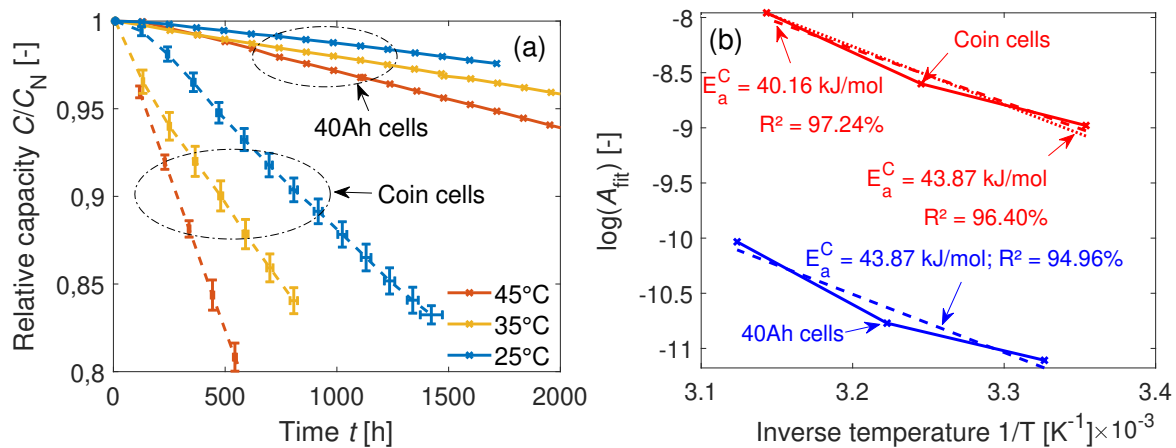 (a)
Relative capacity C/C_N [-]
1
0,95
0,9
0,85
0,8
40Ah cells
Coin cells
45°C
35°C
25°C
0
500
1000
1500
2000
Time t [h]
(b)
log(A_fit) [-]
-8
-8.5
-9
-9.5
-10
-10.5
-11
Coin cells
E_a^C = 40.16 kJ/mol
R² = 97.24%
E_a^C = 43.87 kJ/mol
R² = 96.40%
E_a^C = 43.87 kJ/mol; R² = 94.96%
40Ah cells
3.1
3.2
3.3
3.4
Inverse temperature 1/T [K⁻¹]×10⁻³